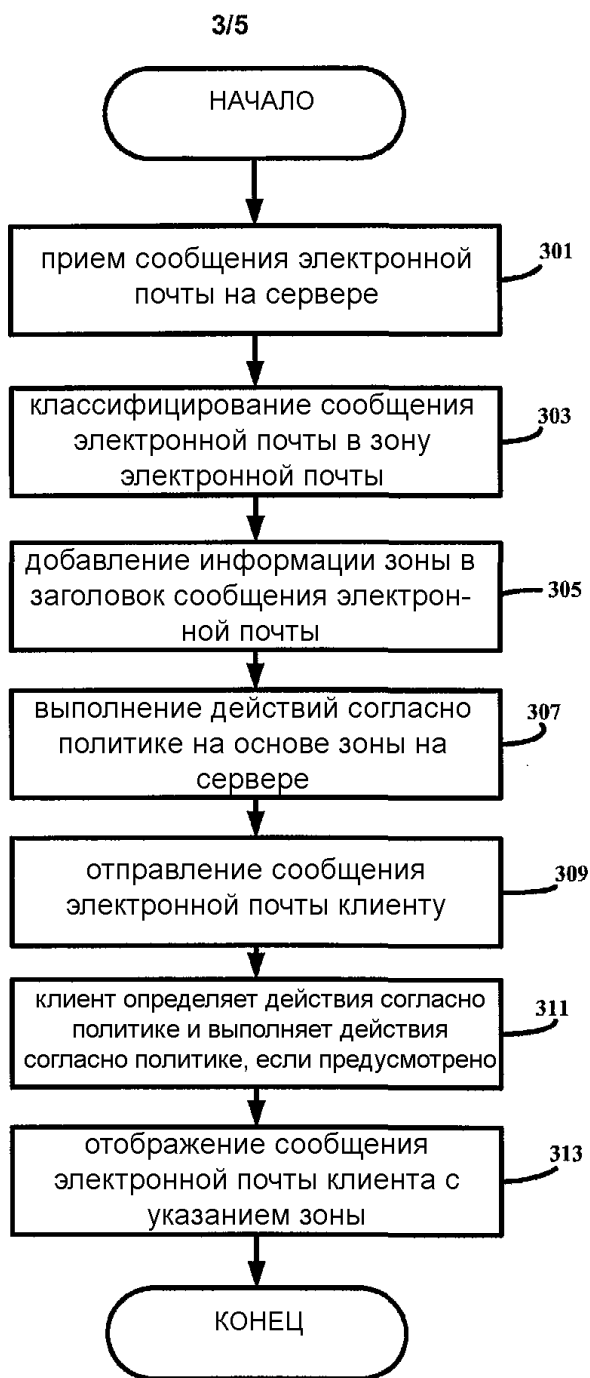 3/5
НАЧАЛО
прием сообщения электронной
почты на сервере
301
классифицирование сообщения
электронной почты в зону
электронной почты
303
добавление информации зоны в
заголовок сообщения электрон-
ной почты
305
выполнение действий согласно
политике на основе зоны на
сервере
307
отправление сообщения
электронной почты клиенту
309
клиент определяет действия согласно
политике и выполняет действия
согласно политике, если предусмотрено
311
отображение сообщения
электронной почты клиента с
указанием зоны
313
КОНЕЦ